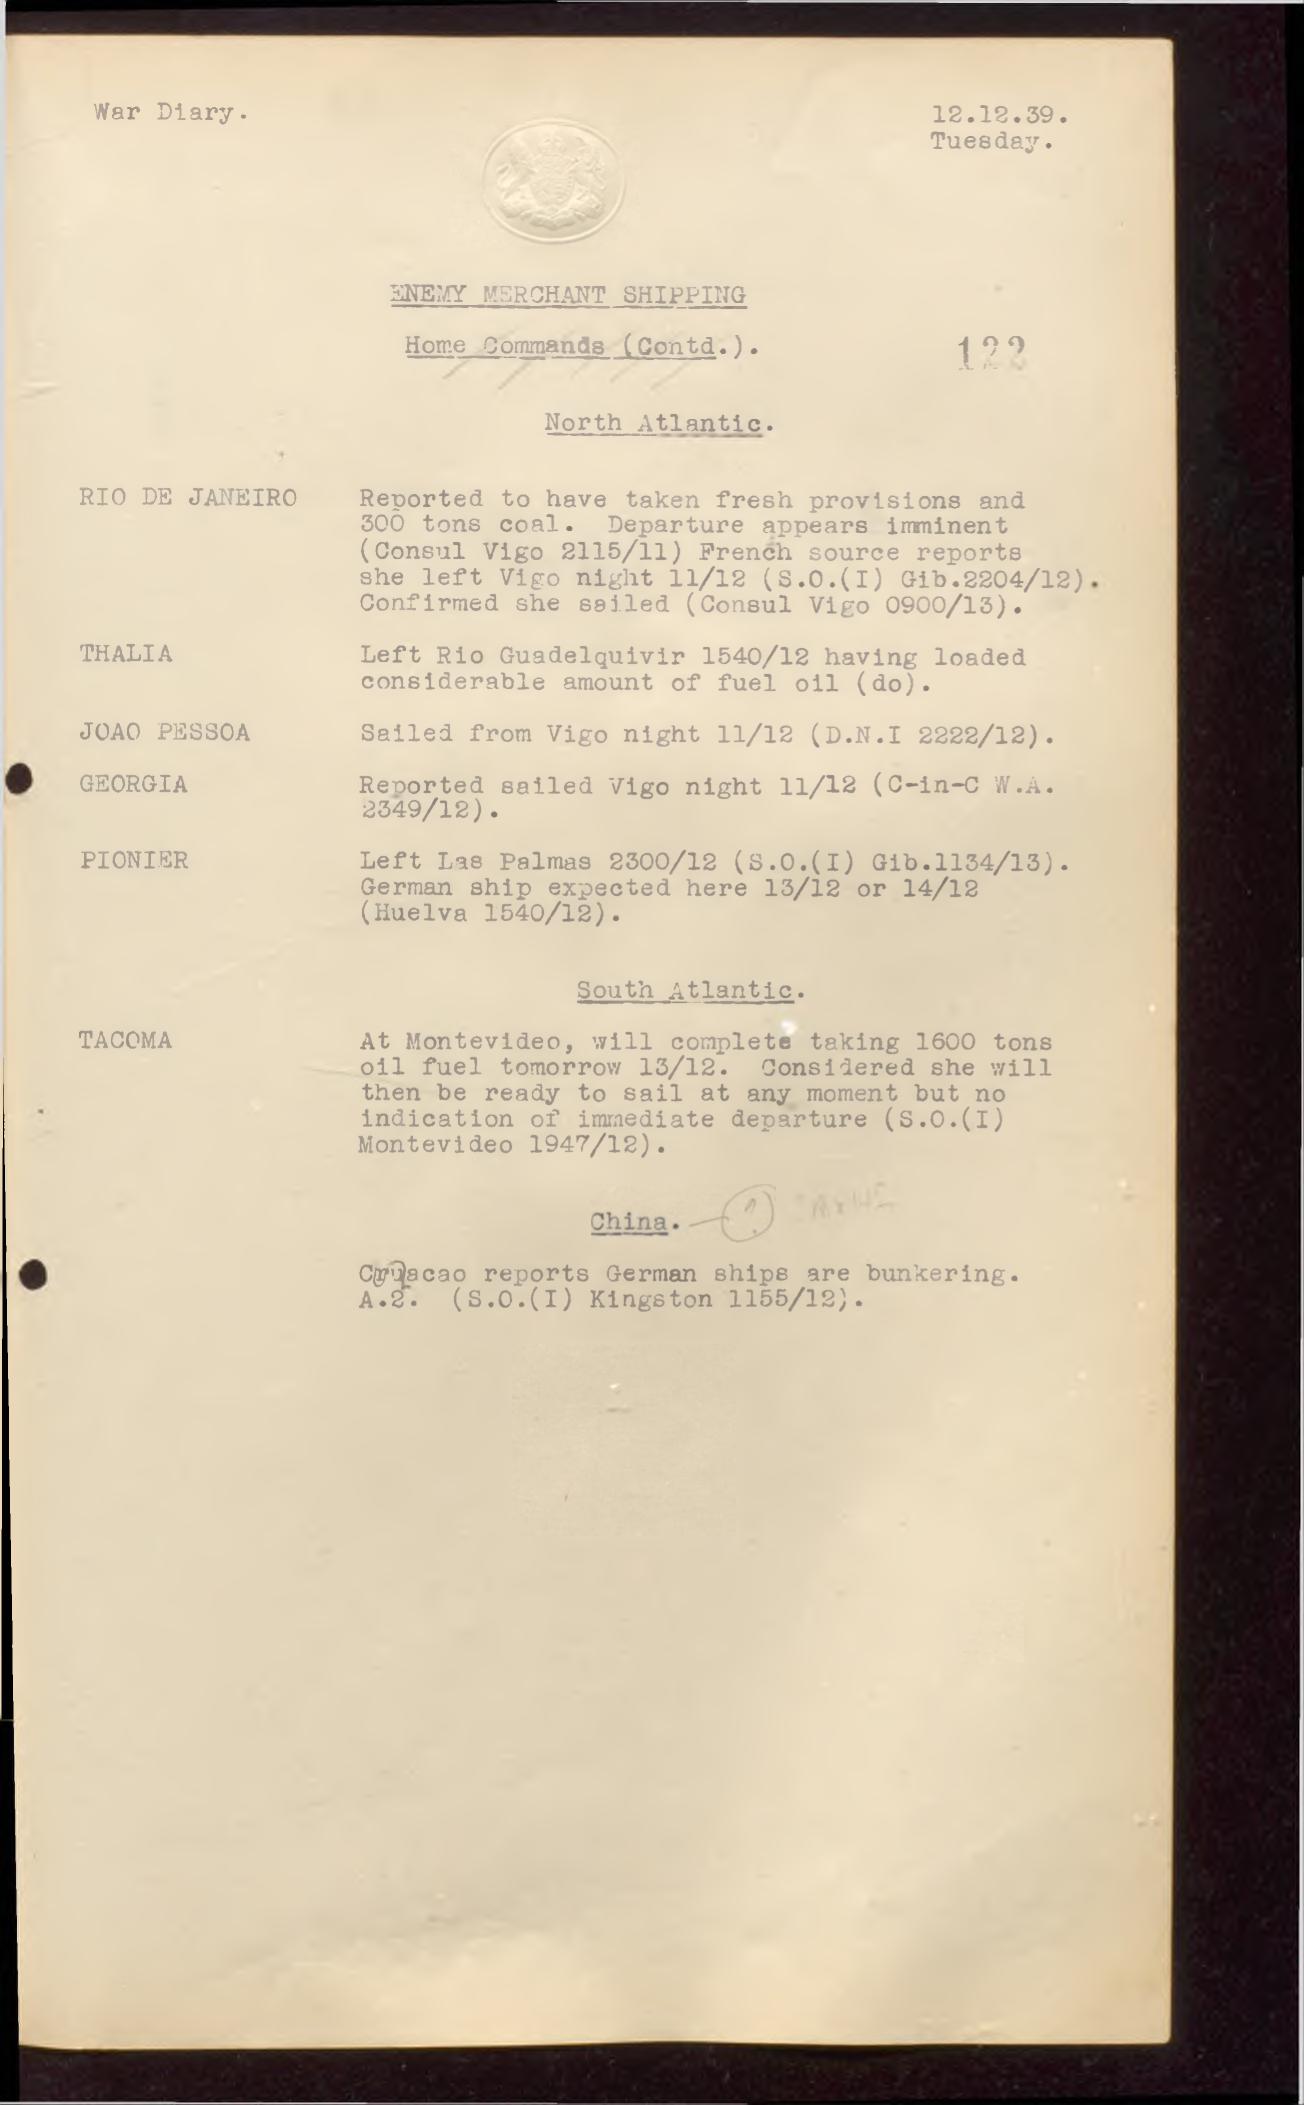 War Diary.
12.12.39.
Tuesday.
ENEMY MERCHANT SHIPPING
Home Commands (Contd.).
122
North Atlantic.
RIO DE JANEIRO Reported to have taken fresh provisions and
300 tons coal. Departure appears imminent
(Consul Vigo 2115/11) French source reports
she left Vigo night 11/12 (S.O.(I) Gib.2204/12).
Confirmed she sailed (Consul Vigo 0900/13).
THALIA Left Rio Guadelquivir 1540/12 having loaded
considerable amount of fuel oil (do).
JOAO PESSOA Sailed from Vigo night 11/12 (D.N.I 2222/12).
GEORGIA Reported sailed Vigo night 11/12 (C-in-C W.A.
2349/12).
PIONIER Left Las Palmas 2300/12 (S.O.(I) Gib.1134/13).
German ship expected here 13/12 or 14/12
(Huelva 1540/12).
South Atlantic.
TACOMA At Montevideo, will complete taking 1600 tons
oil fuel tomorrow 13/12. Considered she will
then be ready to sail at any moment but no
indication of immediate departure (S.O.(I)
Montevideo 1947/12).
China. ?
Curacao reports German ships are bunkering.
A.2. (S.O.(I) Kingston 1155/12).